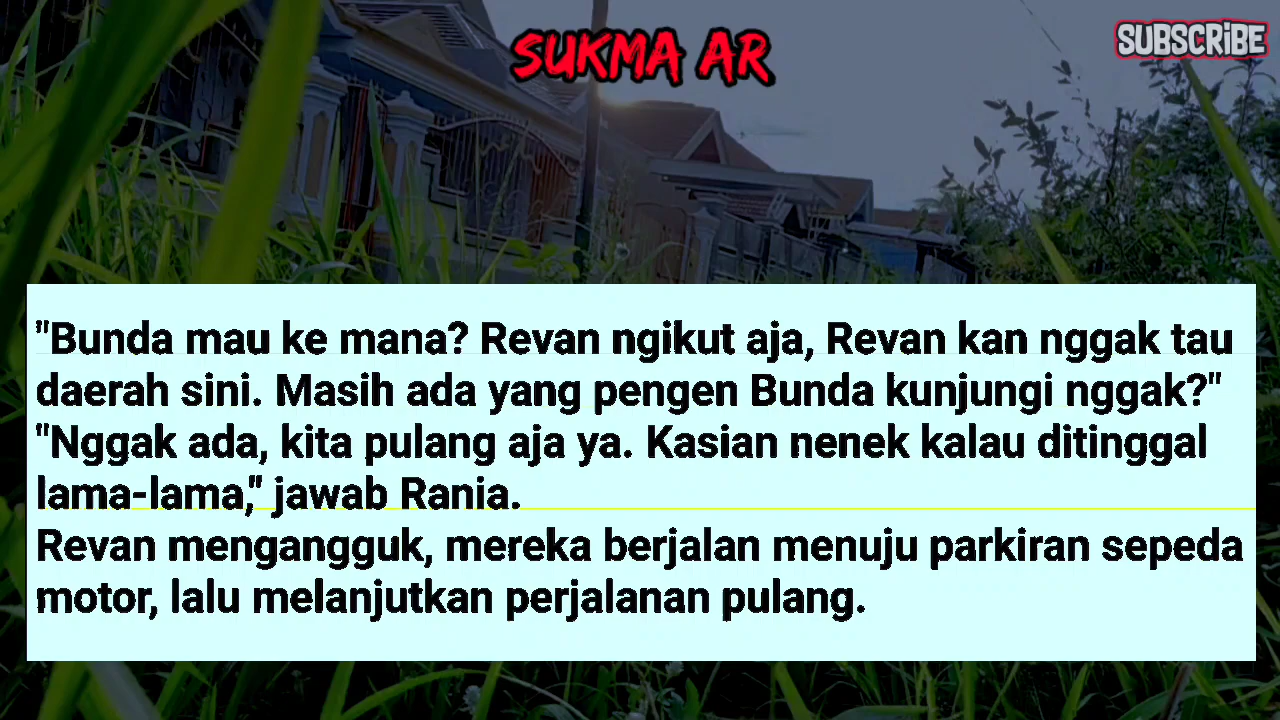 SUKMA AR
SUBSCRIBE
"Bunda mau ke mana? Revan ngikut aja, Revan kan nggak tau
daerah sini. Masih ada yang pengen Bunda kunjungi nggak?"
"Nggak ada, kita pulang aja ya. Kasian nenek kalau ditinggal
lama-lama," jawab Rania.
Revan mengangguk, mereka berjalan menuju parkiran sepeda
motor, lalu melanjutkan perjalanan pulang.